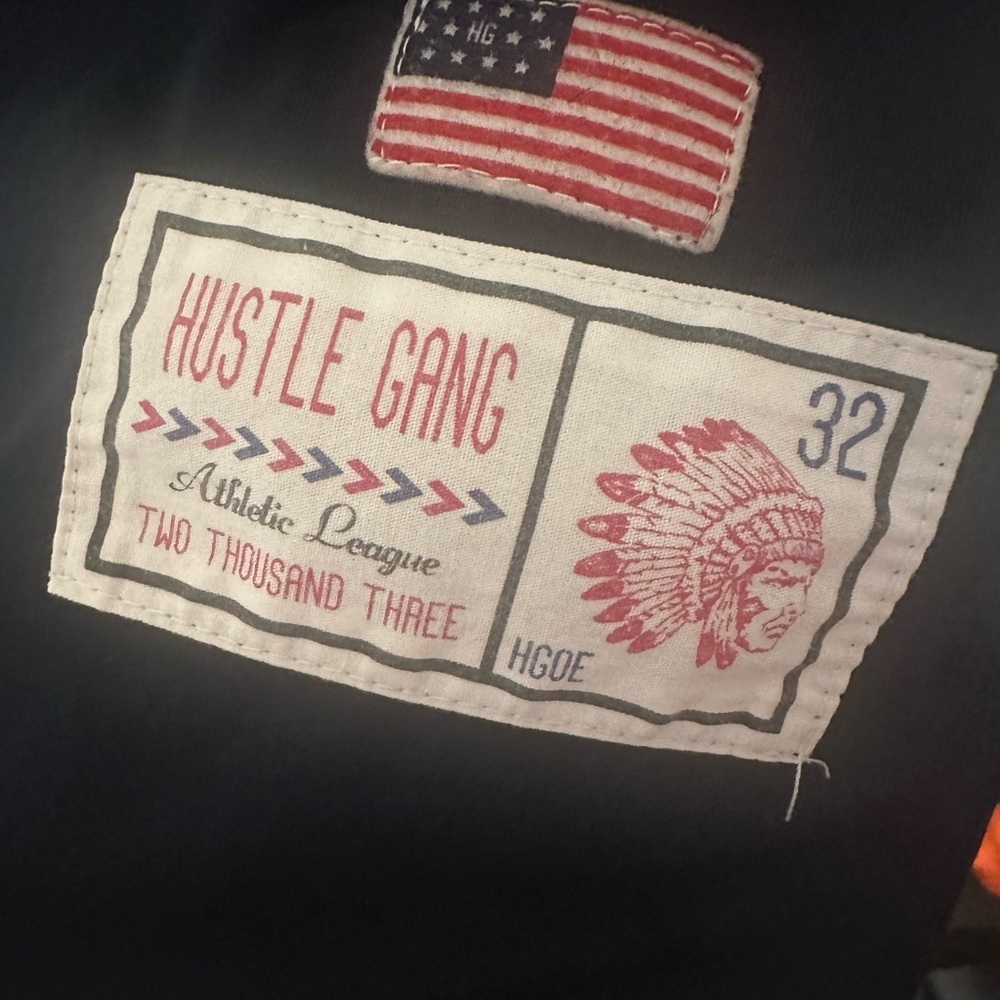 HG
HUSTLE GANG
Athletic League
TWO THOUSAND THREE
32
HGOE